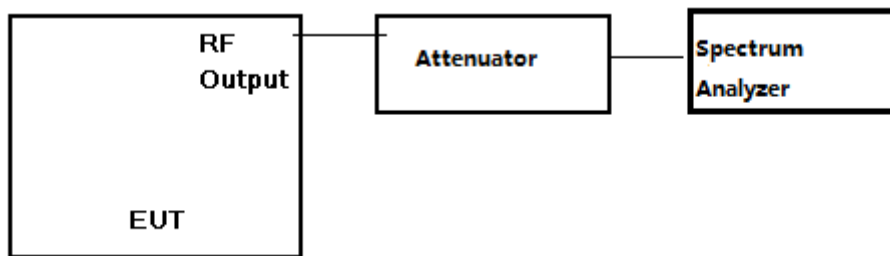 RF
Output
EUT
Attenuator
Spectrum
Analyzer